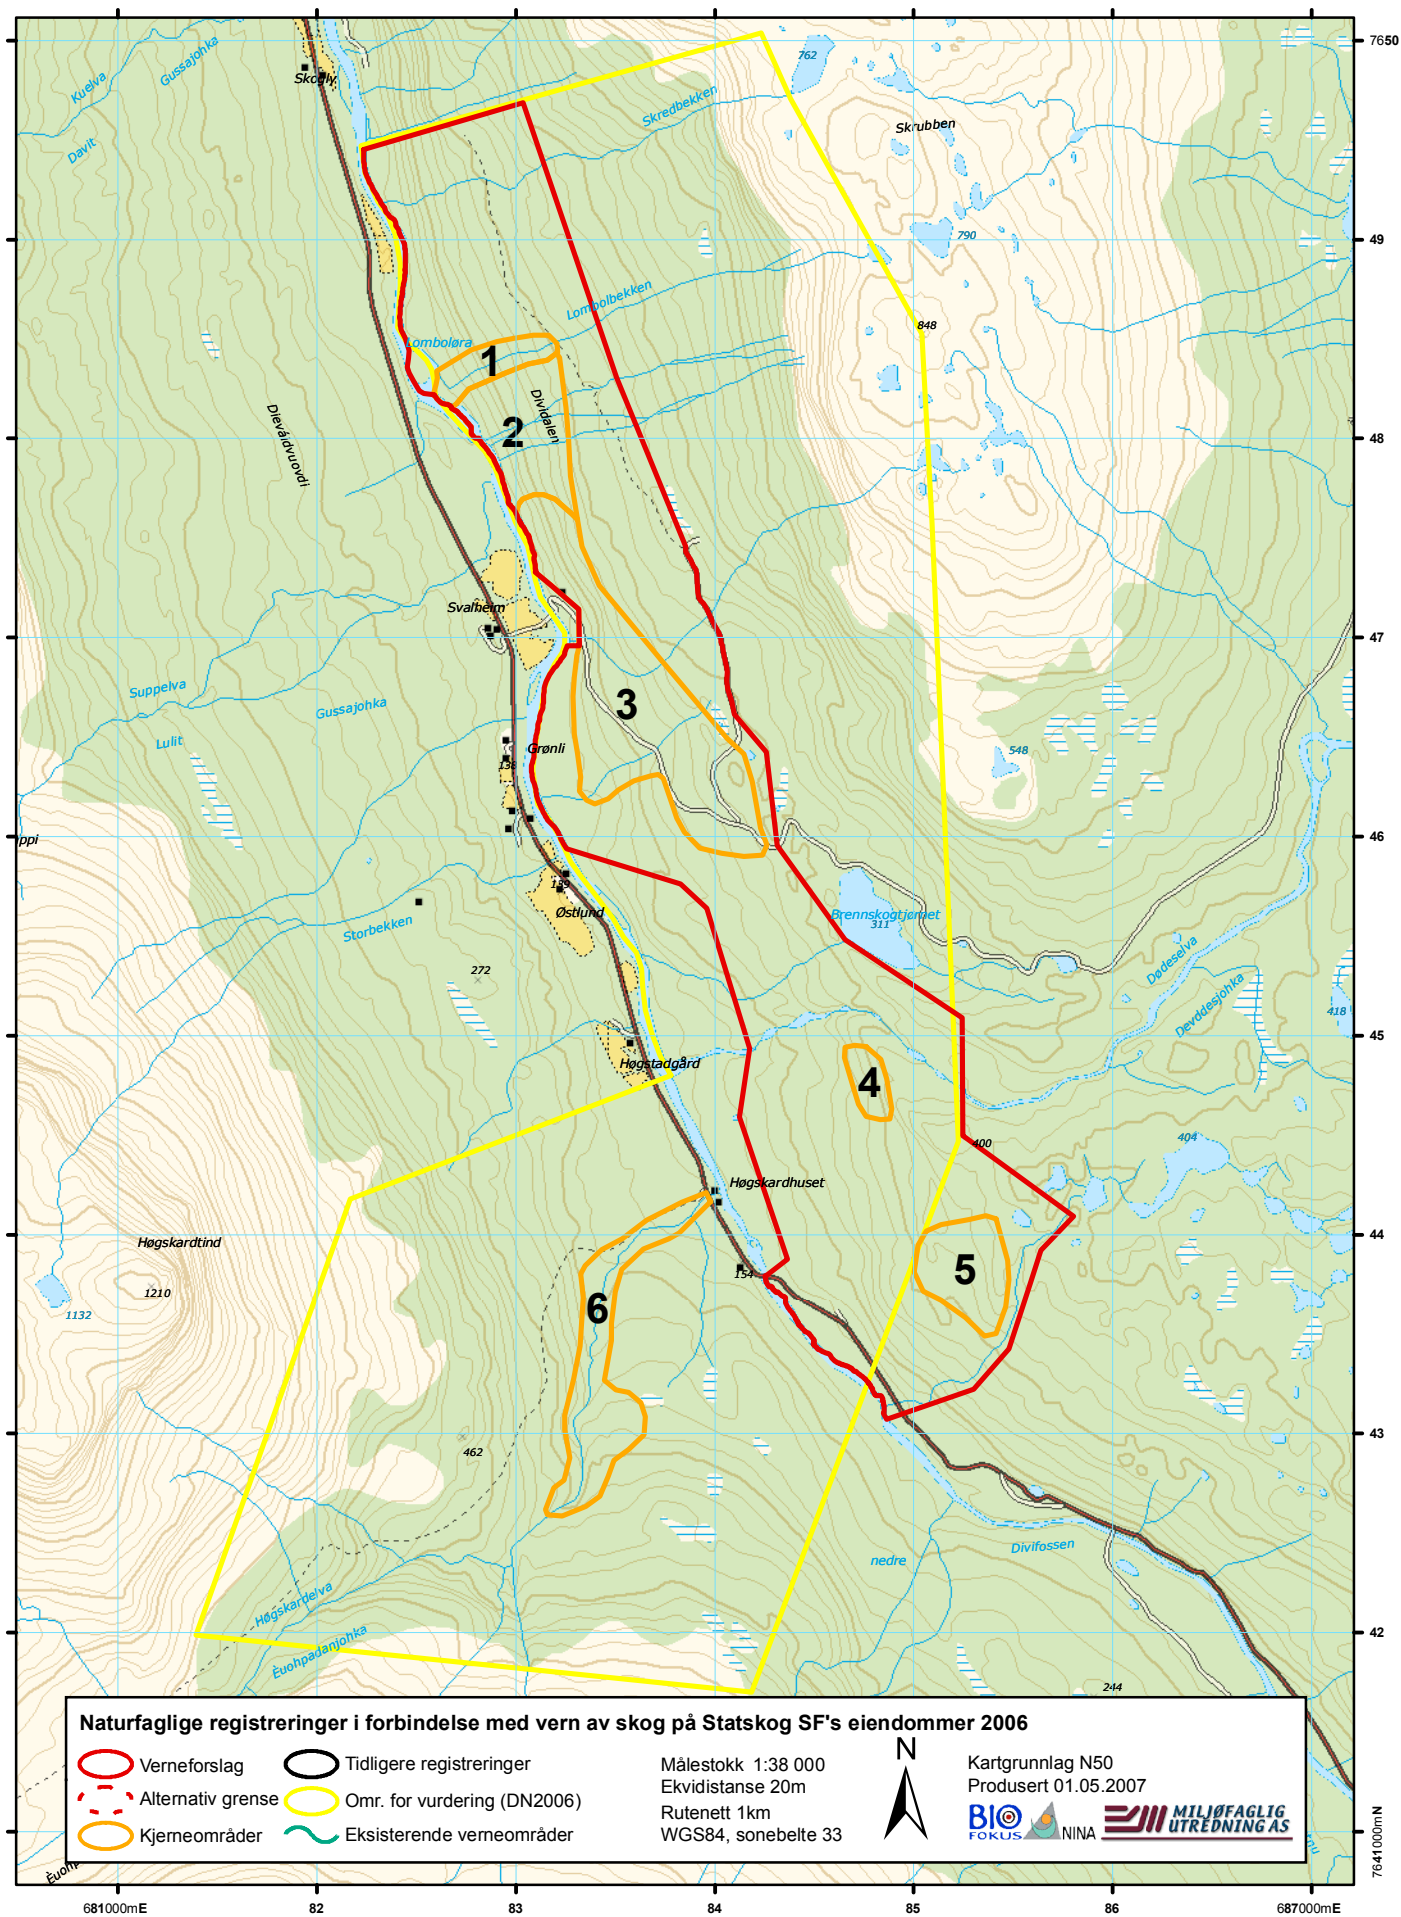 7650
Skogly
762
Kuelva
Gussajohka
Davit
Skredbekken
Skrubben
790
49
Lombolbekken
848
Lomboløra
1
Dividalen
2
Dieváidvuovdi
48
Svalheim
47
Suppelva
Gussajohka
Lulit
3
Grønli
138
548
ppi
46
139
Østlund
Brennskogtjørnet
311
Storbekken
272
Dødeselva
Devddesjohka
418
45
Høgstadgård
4
400
404
Høgskardhuset
Høgskardtind
44
154
5
1210
1132
6
462
43
nedre
Divifossen
Høgskardelva
Èuohpadanjohka
42
244
Naturfaglige registreringer i forbindelse med vern av skog på Statskog SF's eiendommer 2006
Verneforslag
Tidligere registreringer
Alternativ grense
Omr. for vurdering (DN2006)
Kjerneområder
Eksisterende verneområder
Målestokk 1:38 000
Ekvidistanse 20m
Rutenett 1km
WGS84, sonebelte 33
N
Kartgrunnlag N50
Produsert 01.05.2007
BIO
FOKUS
NINA
MILJØFAGLIG
UTREDNING AS
7641000mN
681000mE
82
83
84
85
86
687000mE